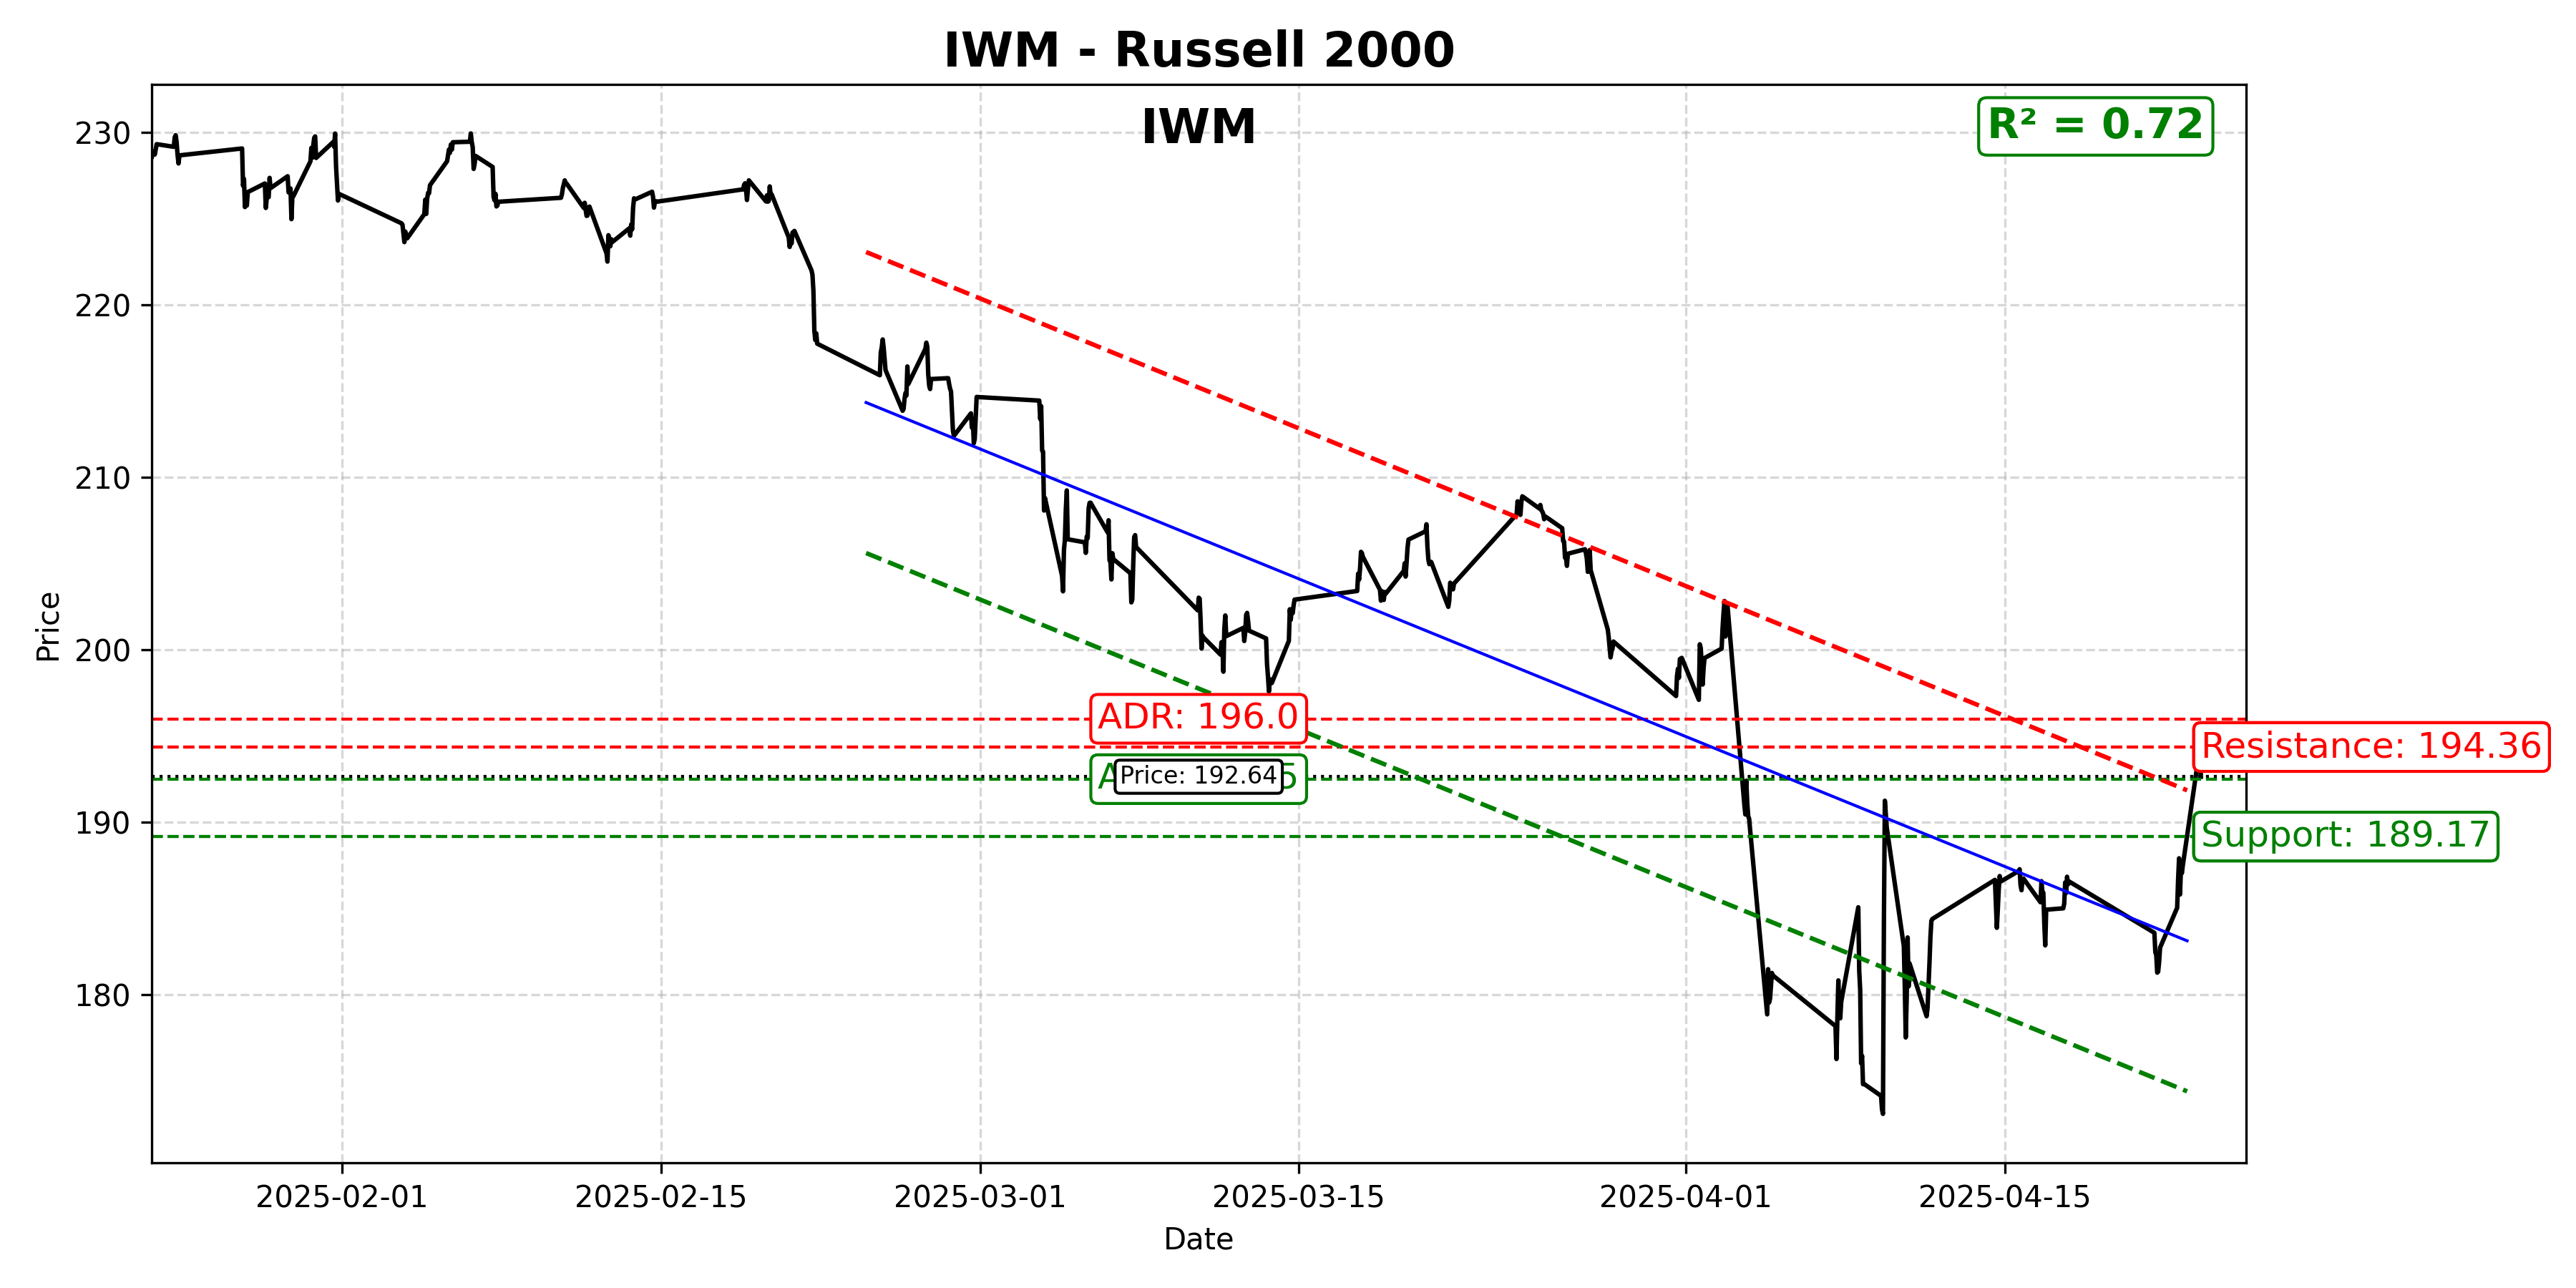 IWM - Russell 2000
IWM
R² = 0.72
230
220
210
200
190
180
Price
ADR: 196.0
Resistance: 194.36
Price: 192.64
Support: 189.17
2025-02-01
2025-02-15
2025-03-01
2025-03-15
2025-04-01
2025-04-15
Date